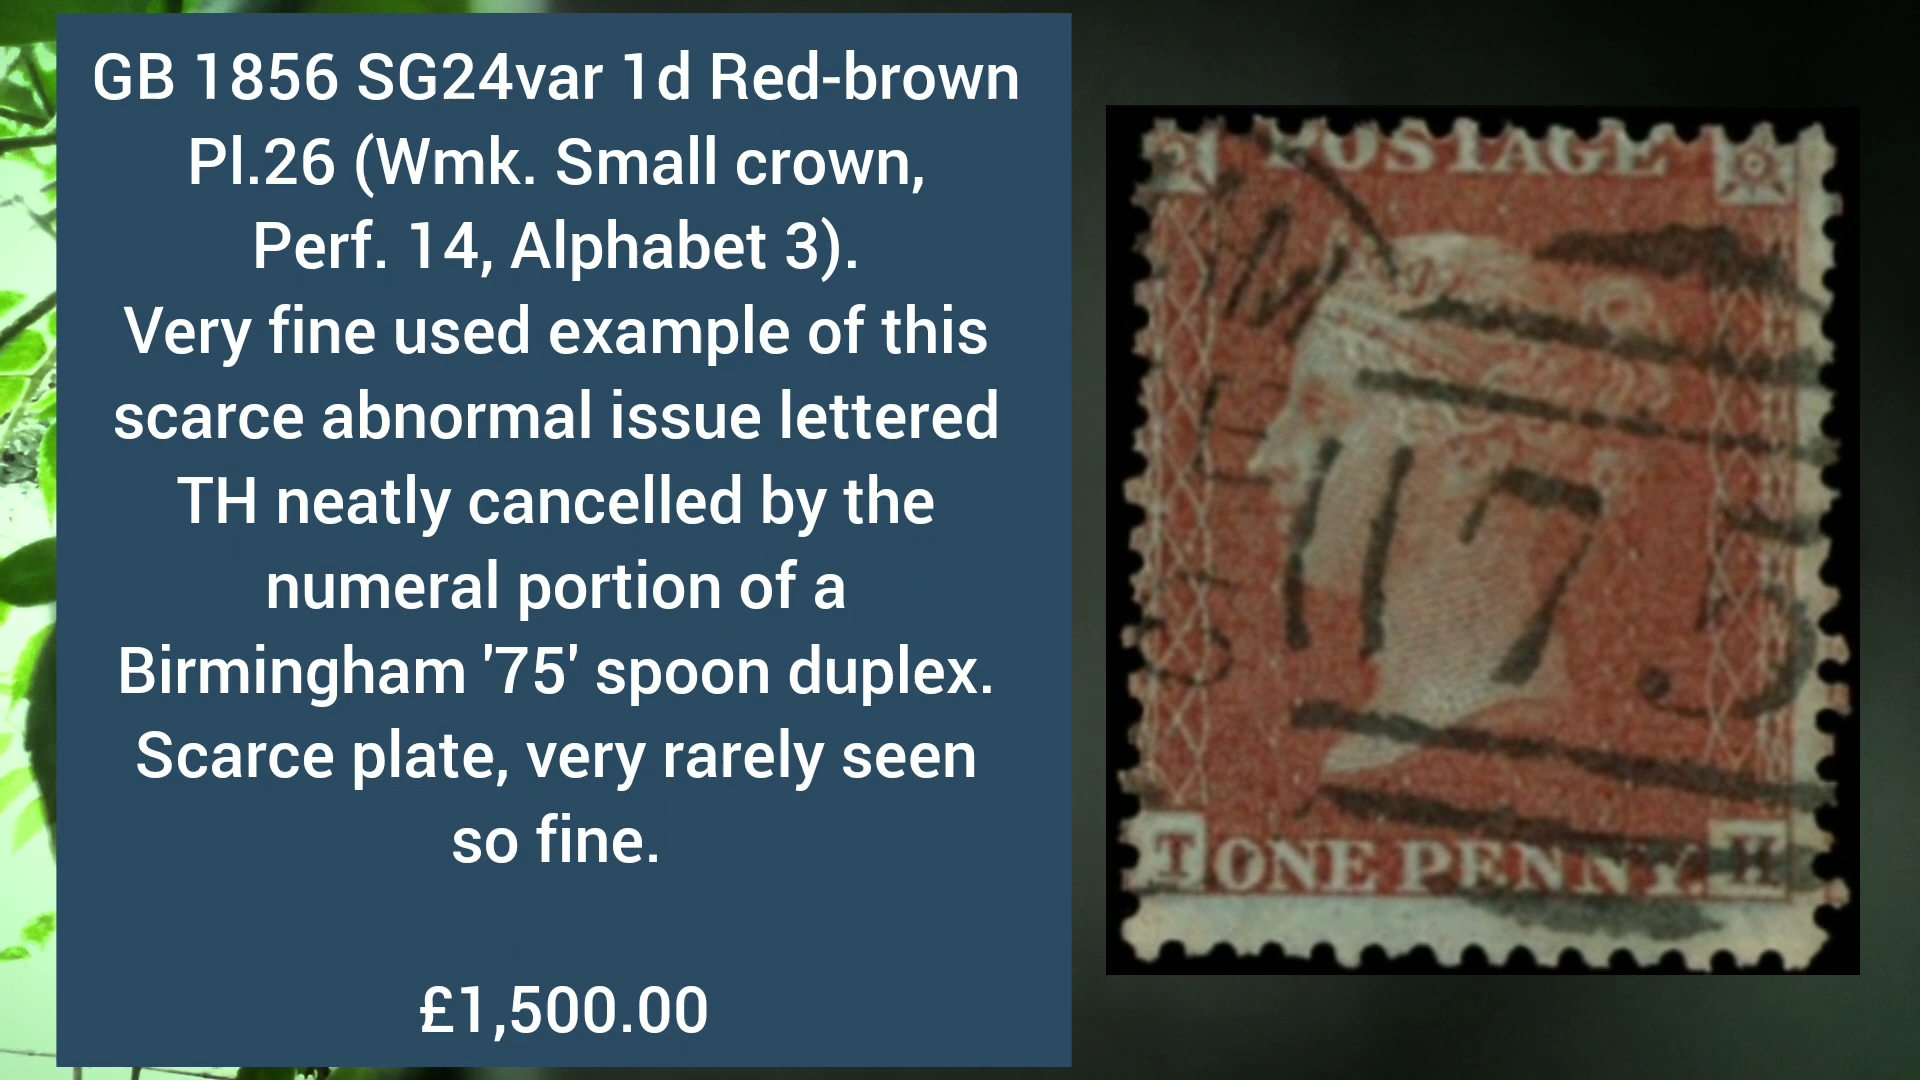 GB 1856 SG24var 1d Red-brown
Pl.26 (Wmk. Small crown,
Perf. 14, Alphabet 3).
Very fine used example of this
scarce abnormal issue lettered
TH neatly cancelled by the
numeral portion of a
Birmingham '75' spoon duplex.
Scarce plate, very rarely seen
so fine.
£1,500.00
POSTAGE
T ONE PENNY. H